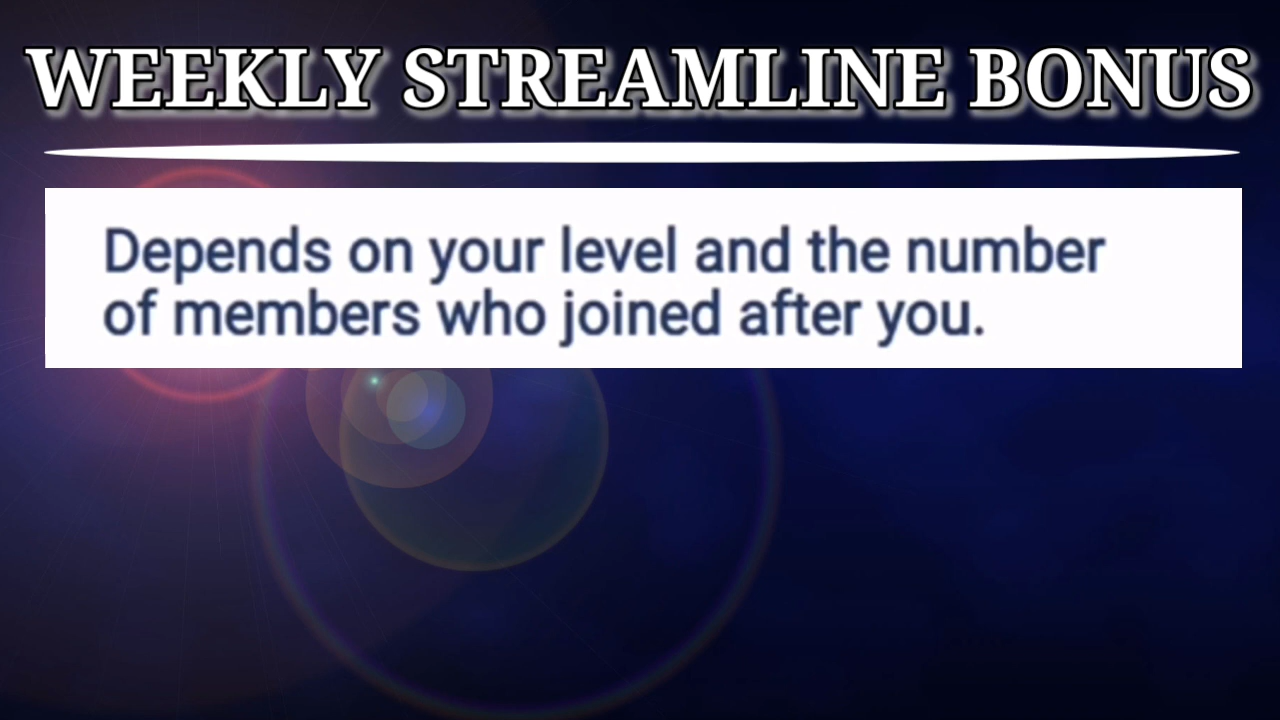 WEEKLY STREAMLINE BONUS
Depends on your level and the number
of members who joined after you.